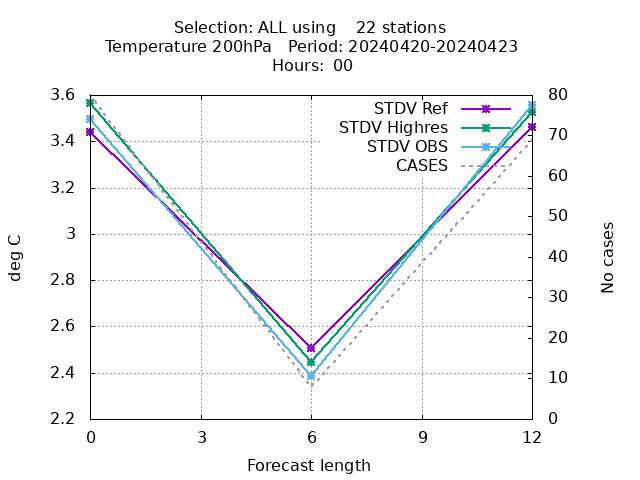 Selection: ALL using    22 stations
Temperature 200hPa   Period: 20240420-20240423
Hours:  00
STDV Ref
STDV Highres
STDV OBS
CASES
3.6
3.4
3.2
3
2.8
2.6
2.4
2.2
80
70
60
50
40
30
20
10
0
deg C
No cases
0 3 6 9 12
Forecast length